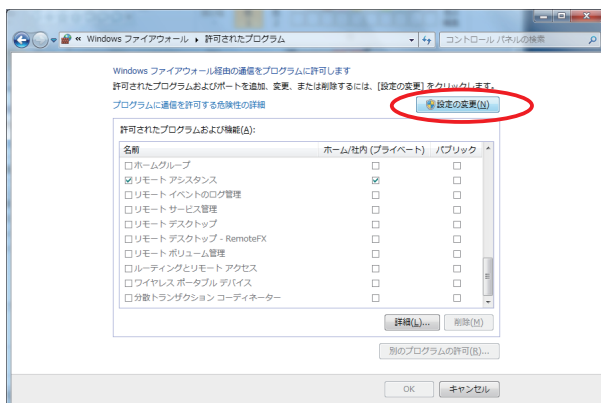 « Windows ファイアウォール ▸ 許可されたプログラム
コントロール パネルの検索
Windows ファイアウォール経由の通信をプログラムに許可します
許可されたプログラムおよびポートを追加、変更、または削除するには、[設定の変更] をクリックします。
プログラムに通信を許可する危険性の詳細
設定の変更(N)
許可されたプログラムおよび機能(A):
名前 ホーム/社内 (プライベート) パブリック
ホームグループ
リモート アシスタンス
リモート イベントのログ管理
リモート サービス管理
リモート デスクトップ
リモート デスクトップ - RemoteFX
リモート ボリューム管理
ルーティングとリモート アクセス
ワイヤレス ポータブル デバイス
分散トランザクション コーディネーター
詳細(L)... 削除(M)
別のプログラムの許可(R)...
OK キャンセル